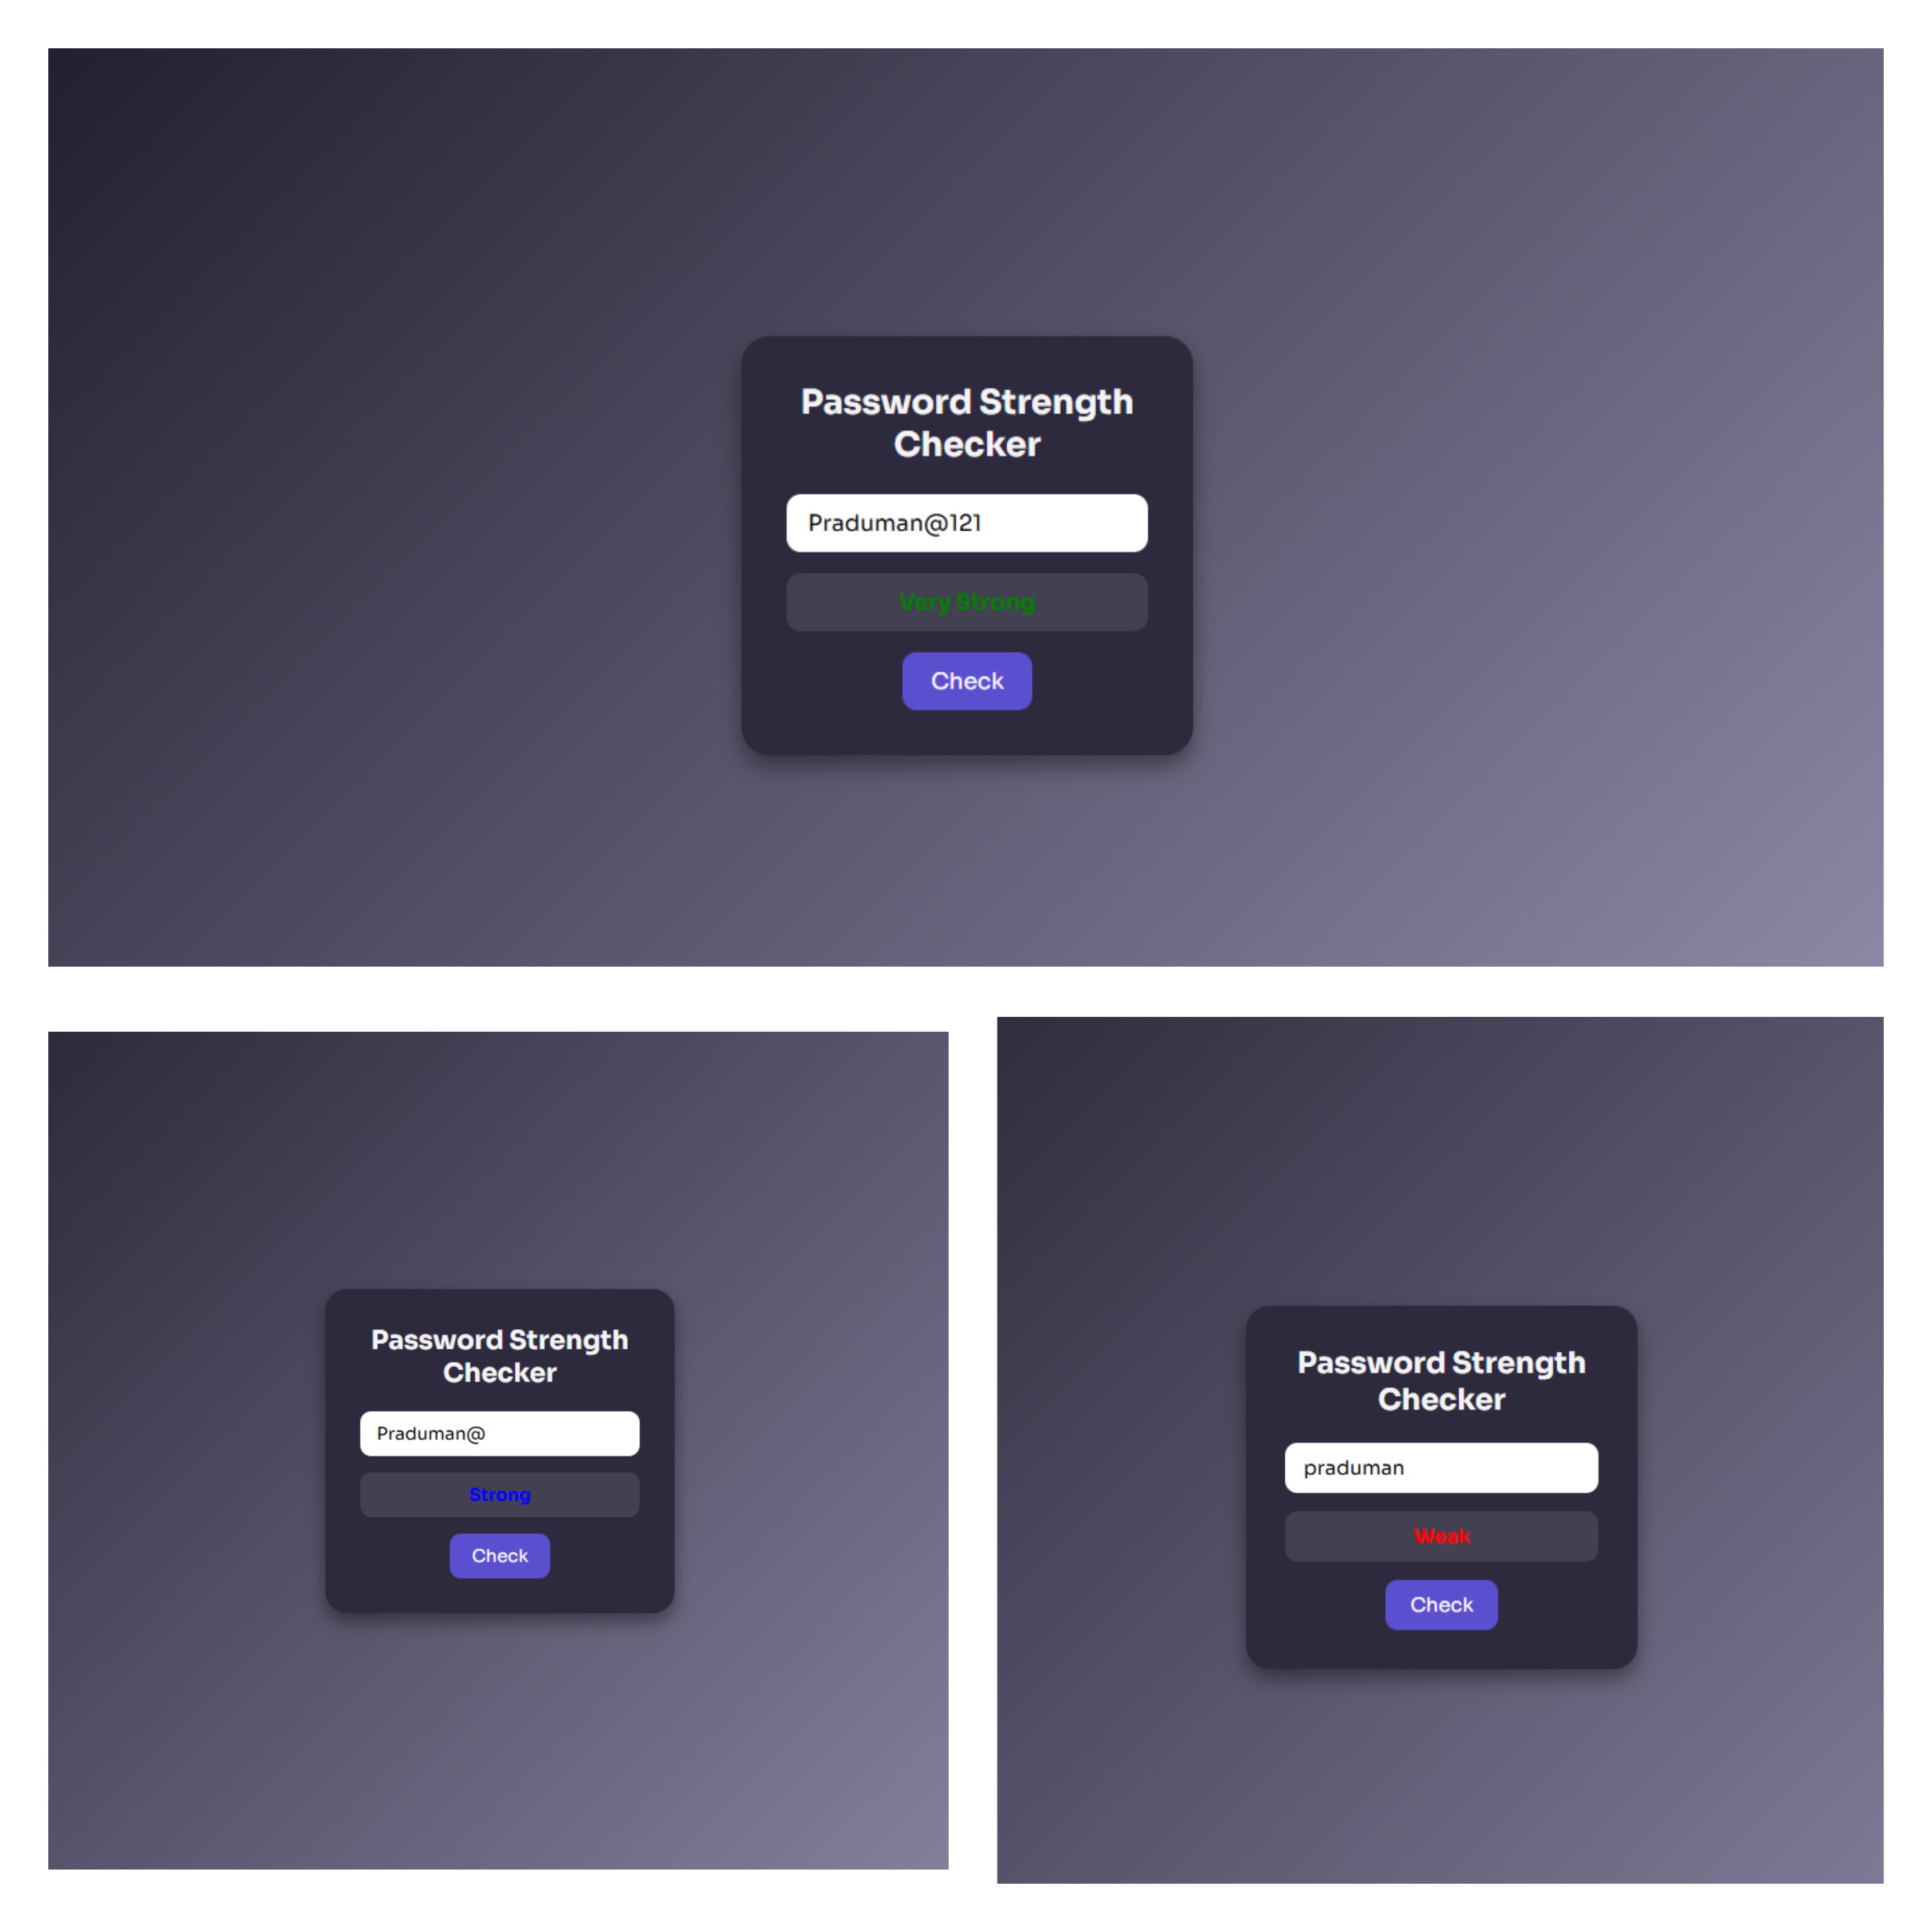 Password Strength
Checker
Praduman@121
Very Strong
Check
Password Strength
Checker
Praduman@
Strong
Check
Password Strength
Checker
praduman
Weak
Check